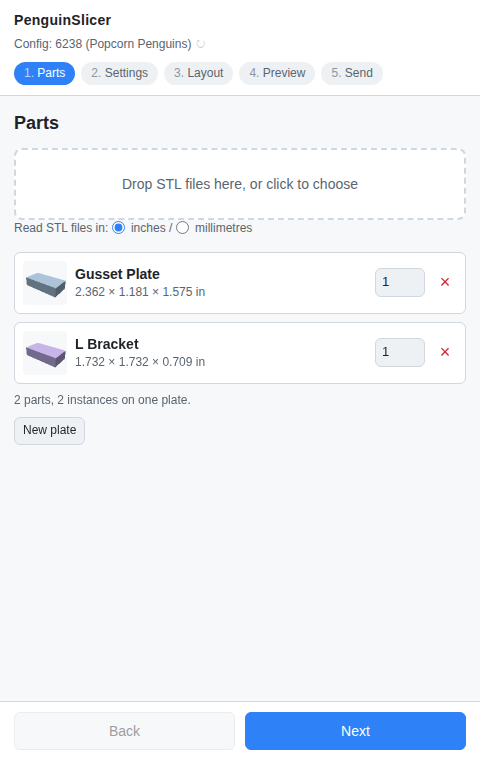 PenguinSlicer
Config: 6238 (Popcorn Penguins)
1. Parts 2. Settings 3. Layout 4. Preview 5. Send
Parts
Drop STL files here, or click to choose
Read STL files in: inches / millimetres
Gusset Plate
2.362 × 1.181 × 1.575 in
1 ×
L Bracket
1.732 × 1.732 × 0.709 in
1 ×
2 parts, 2 instances on one plate.
New plate
Back Next